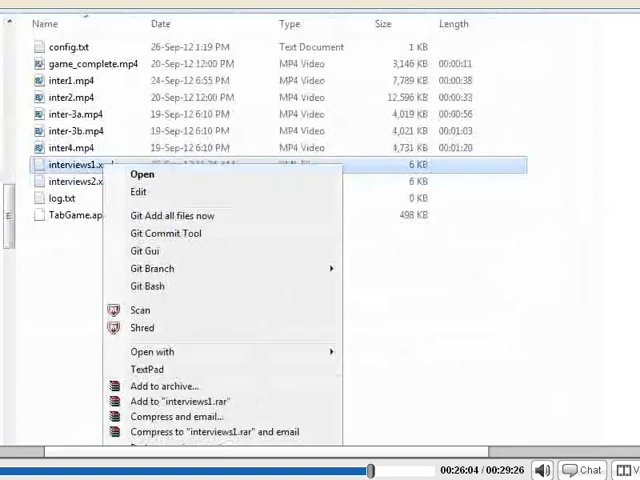 Name Date Type Size Length
config.txt 26-Sep-12 1:19 PM Text Document 1 KB
game_complete.mp4 20-Sep-12 12:00 PM MP4 Video 3,146 KB 00:00:11
inter1.mp4 24-Sep-12 6:55 PM MP4 Video 7,789 KB 00:00:38
inter2.mp4 20-Sep-12 12:00 PM MP4 Video 12,596 KB 00:00:33
inter-3a.mp4 19-Sep-12 6:10 PM MP4 Video 4,019 KB 00:00:56
inter-3b.mp4 19-Sep-12 6:10 PM MP4 Video 4,021 KB 00:01:03
inter4.mp4 19-Sep-12 6:10 PM MP4 Video 4,731 KB 00:01:20
interviews1.x 6 KB
interviews2.x 6 KB
log.txt 0 KB
TabGame.ap 498 KB
Open
Edit
Git Add all files now
Git Commit Tool
Git Gui
Git Branch
Git Bash
Scan
Shred
Open with
TextPad
Add to archive...
Add to "interviews1.rar"
Compress and email...
Compress to "interviews1.rar" and email
00:26:04 / 00:29:26 Chat V